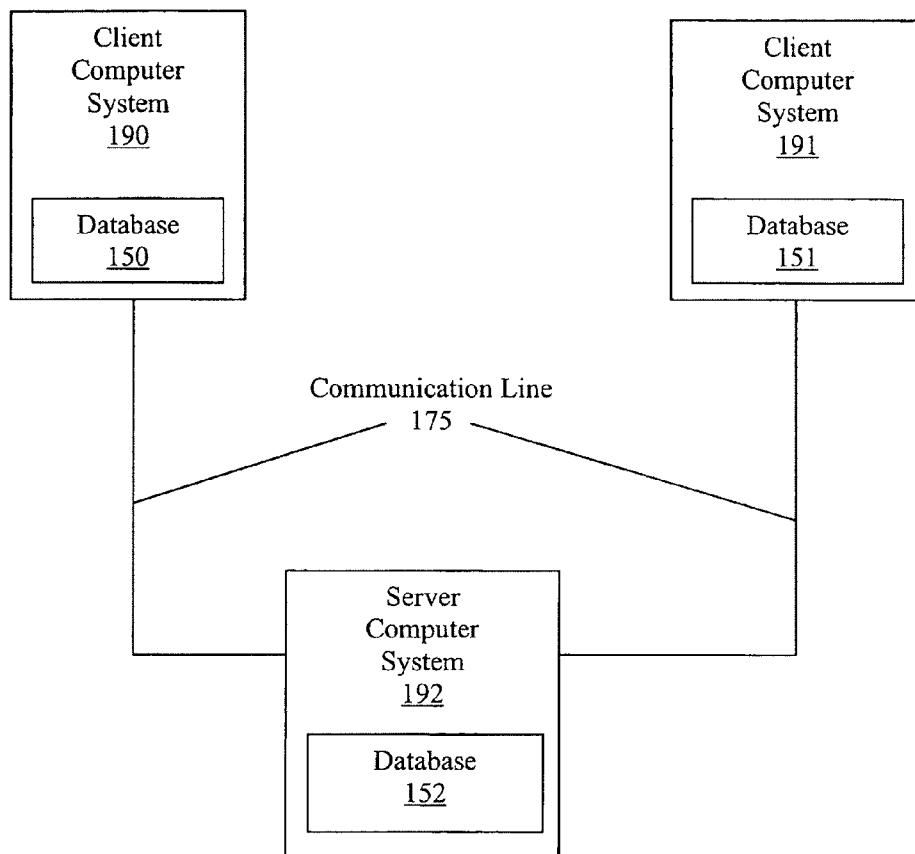 Client
Computer
System
190
Database
150
Client
Computer
System
191
Database
151
Communication Line
175
Server
Computer
System
192
Database
152